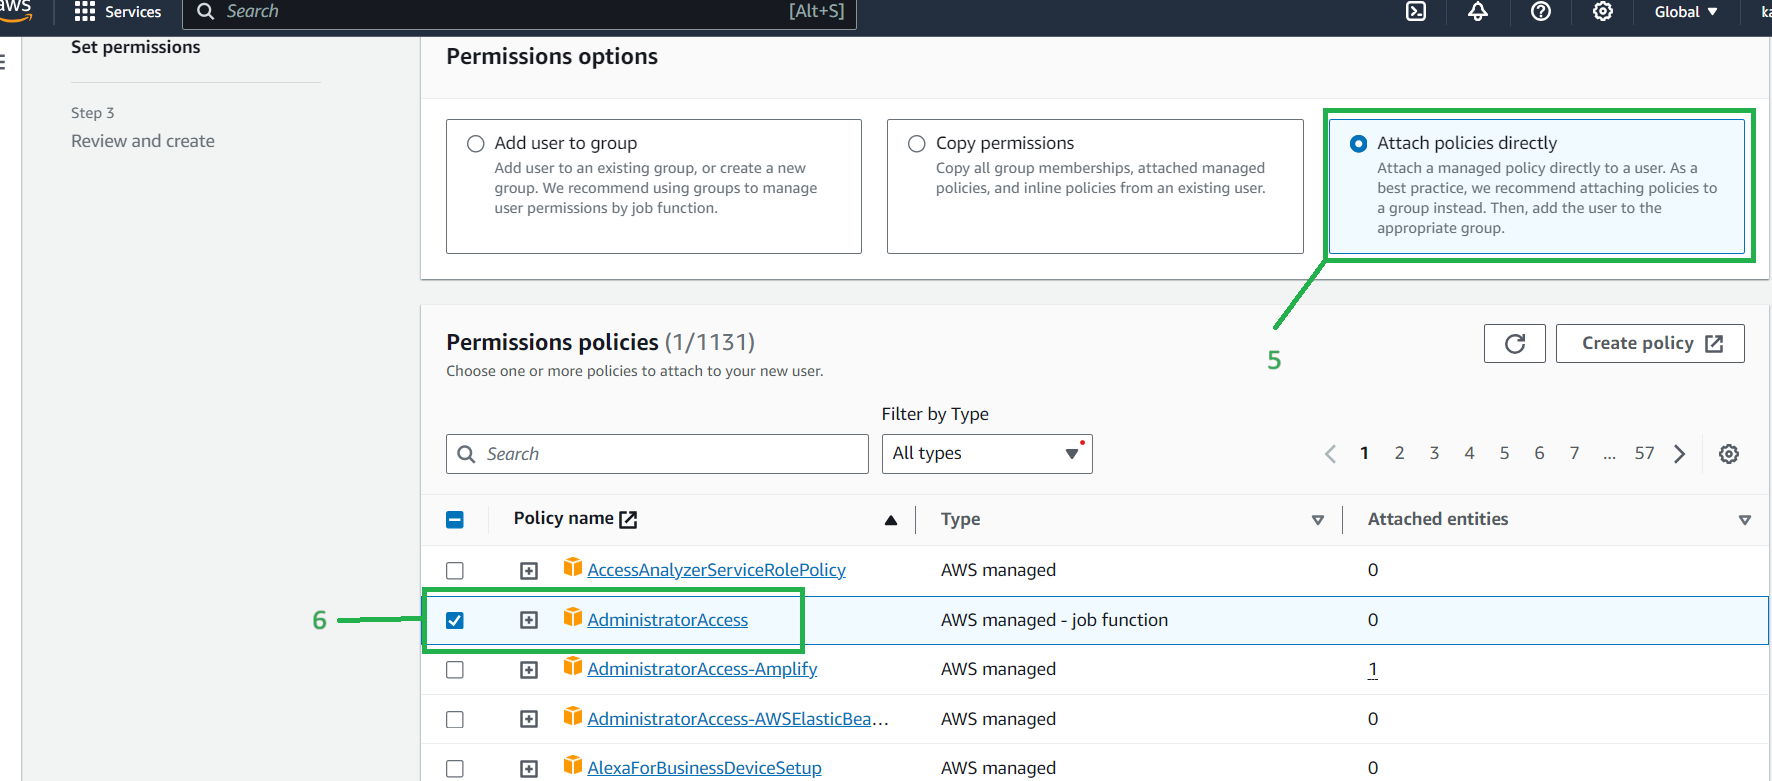 aws
Services
Search
[Alt+S]
Global
Set permissions
Step 3
Review and create
Permissions options
Add user to group
Add user to an existing group, or create a new
group. We recommend using groups to manage
user permissions by job function.
Copy permissions
Copy all group memberships, attached managed
policies, and inline policies from an existing user.
Attach policies directly
Attach a managed policy directly to a user. As a
best practice, we recommend attaching policies to
a group instead. Then, add the user to the
appropriate group.
5
Permissions policies (1/1131)
Choose one or more policies to attach to your new user.
Create policy
Filter by Type
Search
All types
1 2 3 4 5 6 7 ... 57
Policy name Type Attached entities
AccessAnalyzerServiceRolePolicy AWS managed 0
6
AdministratorAccess AWS managed - job function 0
AdministratorAccess-Amplify AWS managed 1
AdministratorAccess-AWSElasticBea... AWS managed 0
AlexaForBusinessDeviceSetup AWS managed 0